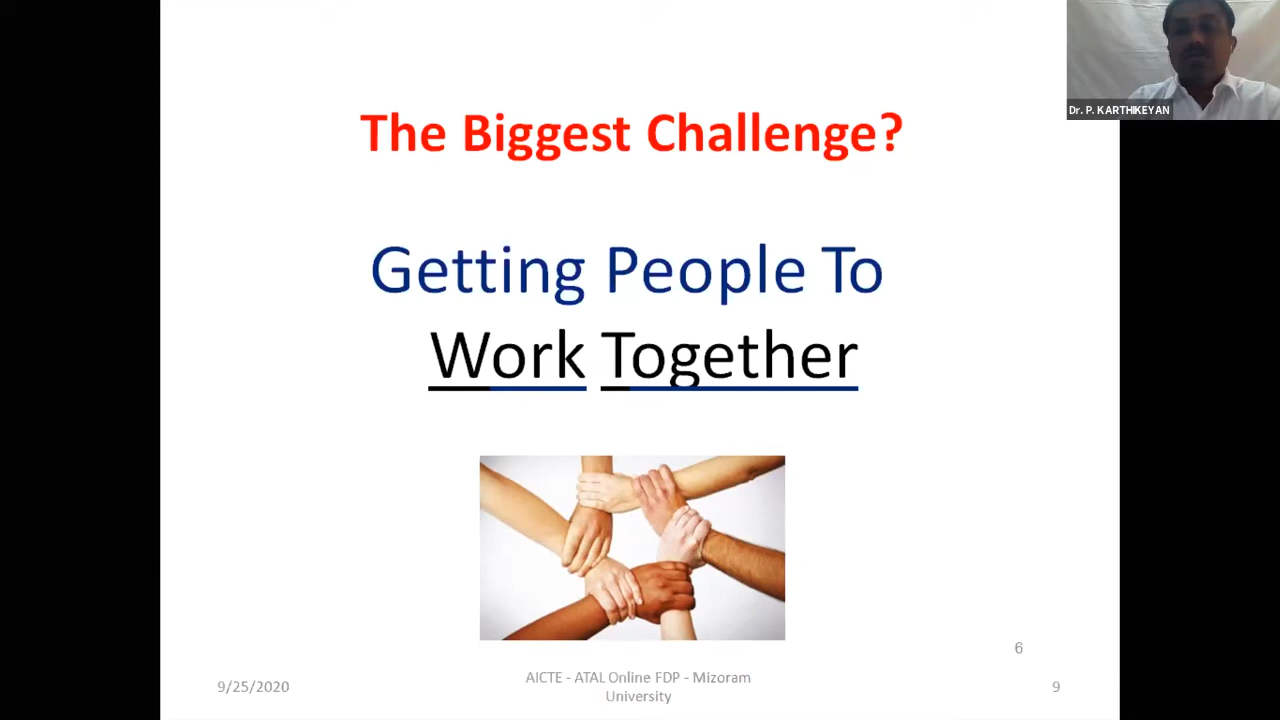 Dr. P. KARTHIKEYAN
The Biggest Challenge?
Getting People To
Work Together
6
9/25/2020
AICTE - ATAL Online FDP - Mizoram
University
9